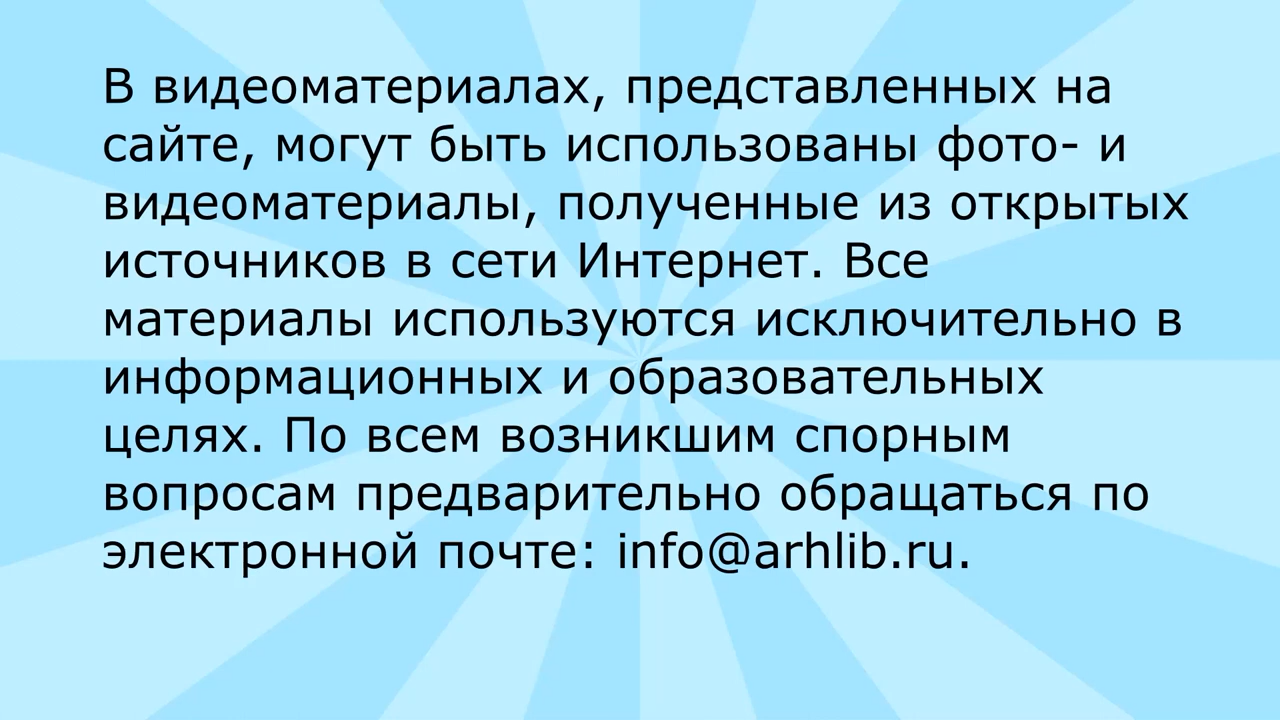 В видеоматериалах, представленных на
сайте, могут быть использованы фото- и
видеоматериалы, полученные из открытых
источников в сети Интернет. Все
материалы используются исключительно в
информационных и образовательных
целях. По всем возникшим спорным
вопросам предварительно обращаться по
электронной почте: info@arhlib.ru.